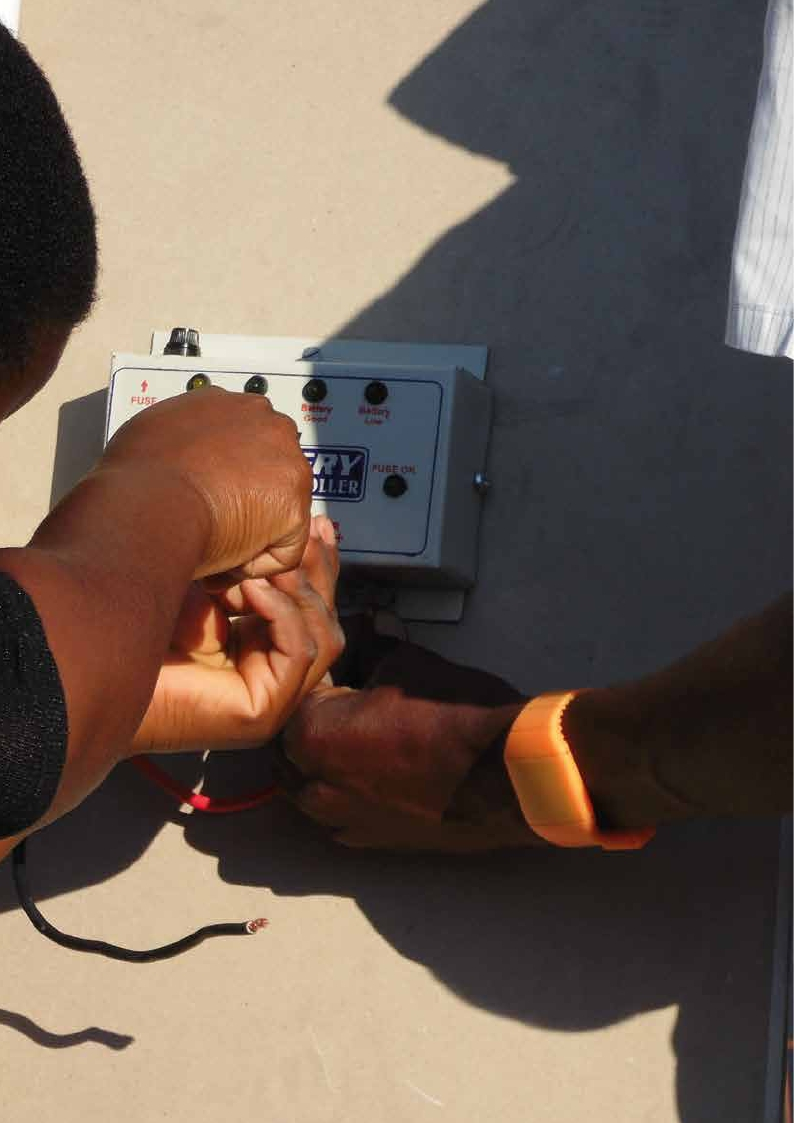 FUSE
Battery
Good
Battery
Low
ERY
OLLER
FUSE OK
+